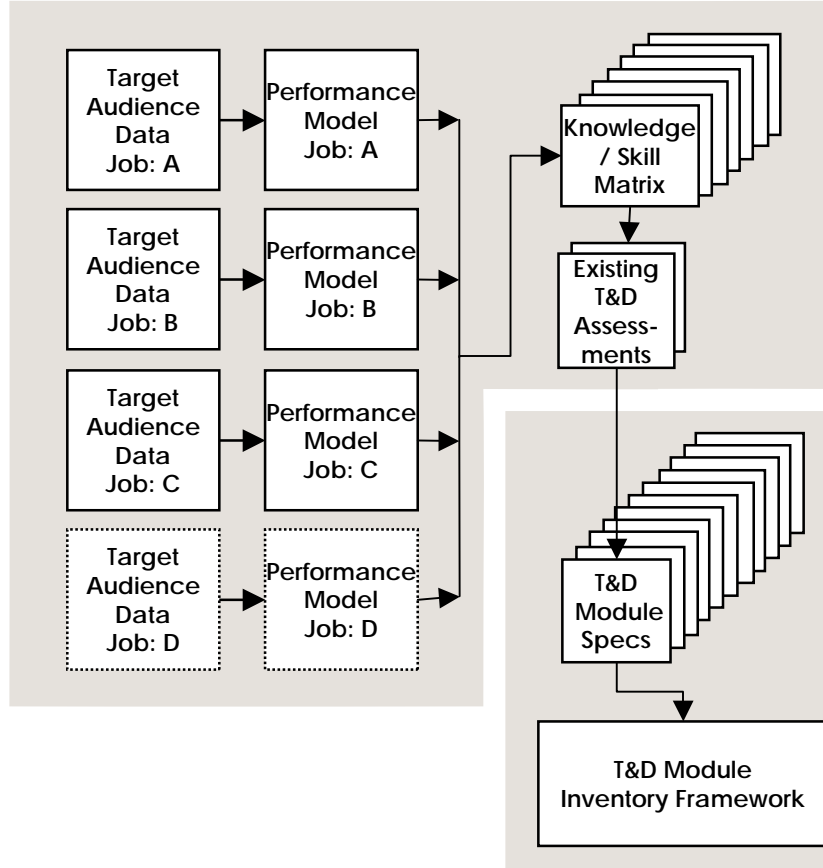 Target
Audience
Data
Job: A
Performance
Model
Job: A
Knowledge
/ Skill
Matrix
Target
Audience
Data
Job: B
Performance
Model
Job: B
Existing
T&D
Assess-
ments
Target
Audience
Data
Job: C
Performance
Model
Job: C
Target
Audience
Data
Job: D
Performance
Model
Job: D
T&D
Module
Specs
T&D Module
Inventory Framework